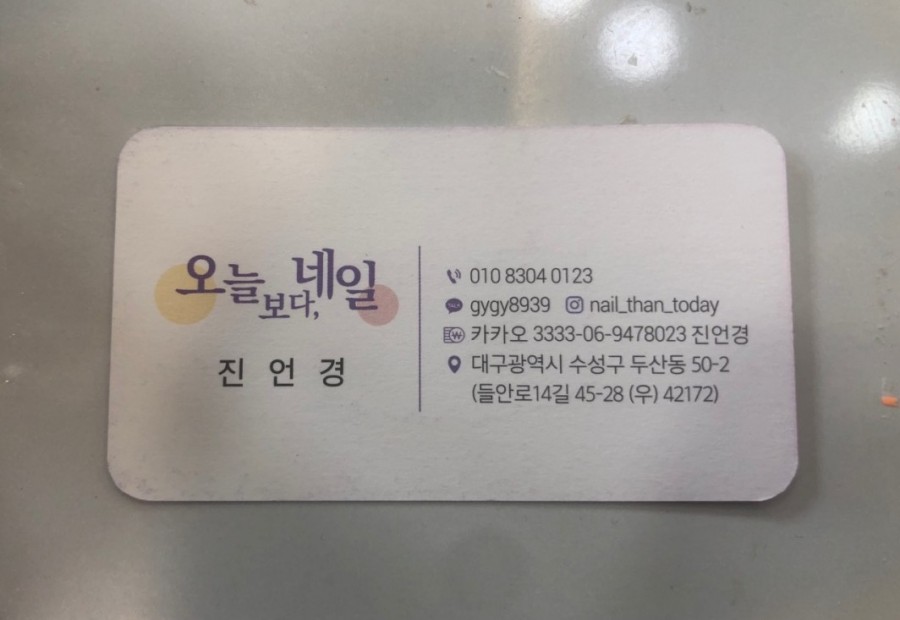 오늘보다, 네일
진 언 경
010 8304 0123
TALK gygy8939 nail_than_today
₩ 카카오 3333-06-9478023 진언경
대구광역시 수성구 두산동 50-2
(들안로14길 45-28 (우) 42172)